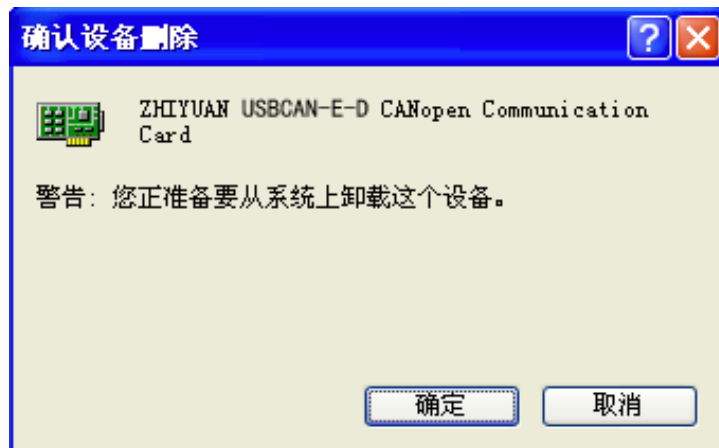 确认设备删除
ZHIYUAN USBCAN-E-D CANopen Communication
Card
警告: 您正准备要从系统上卸载这个设备。
确定
取消